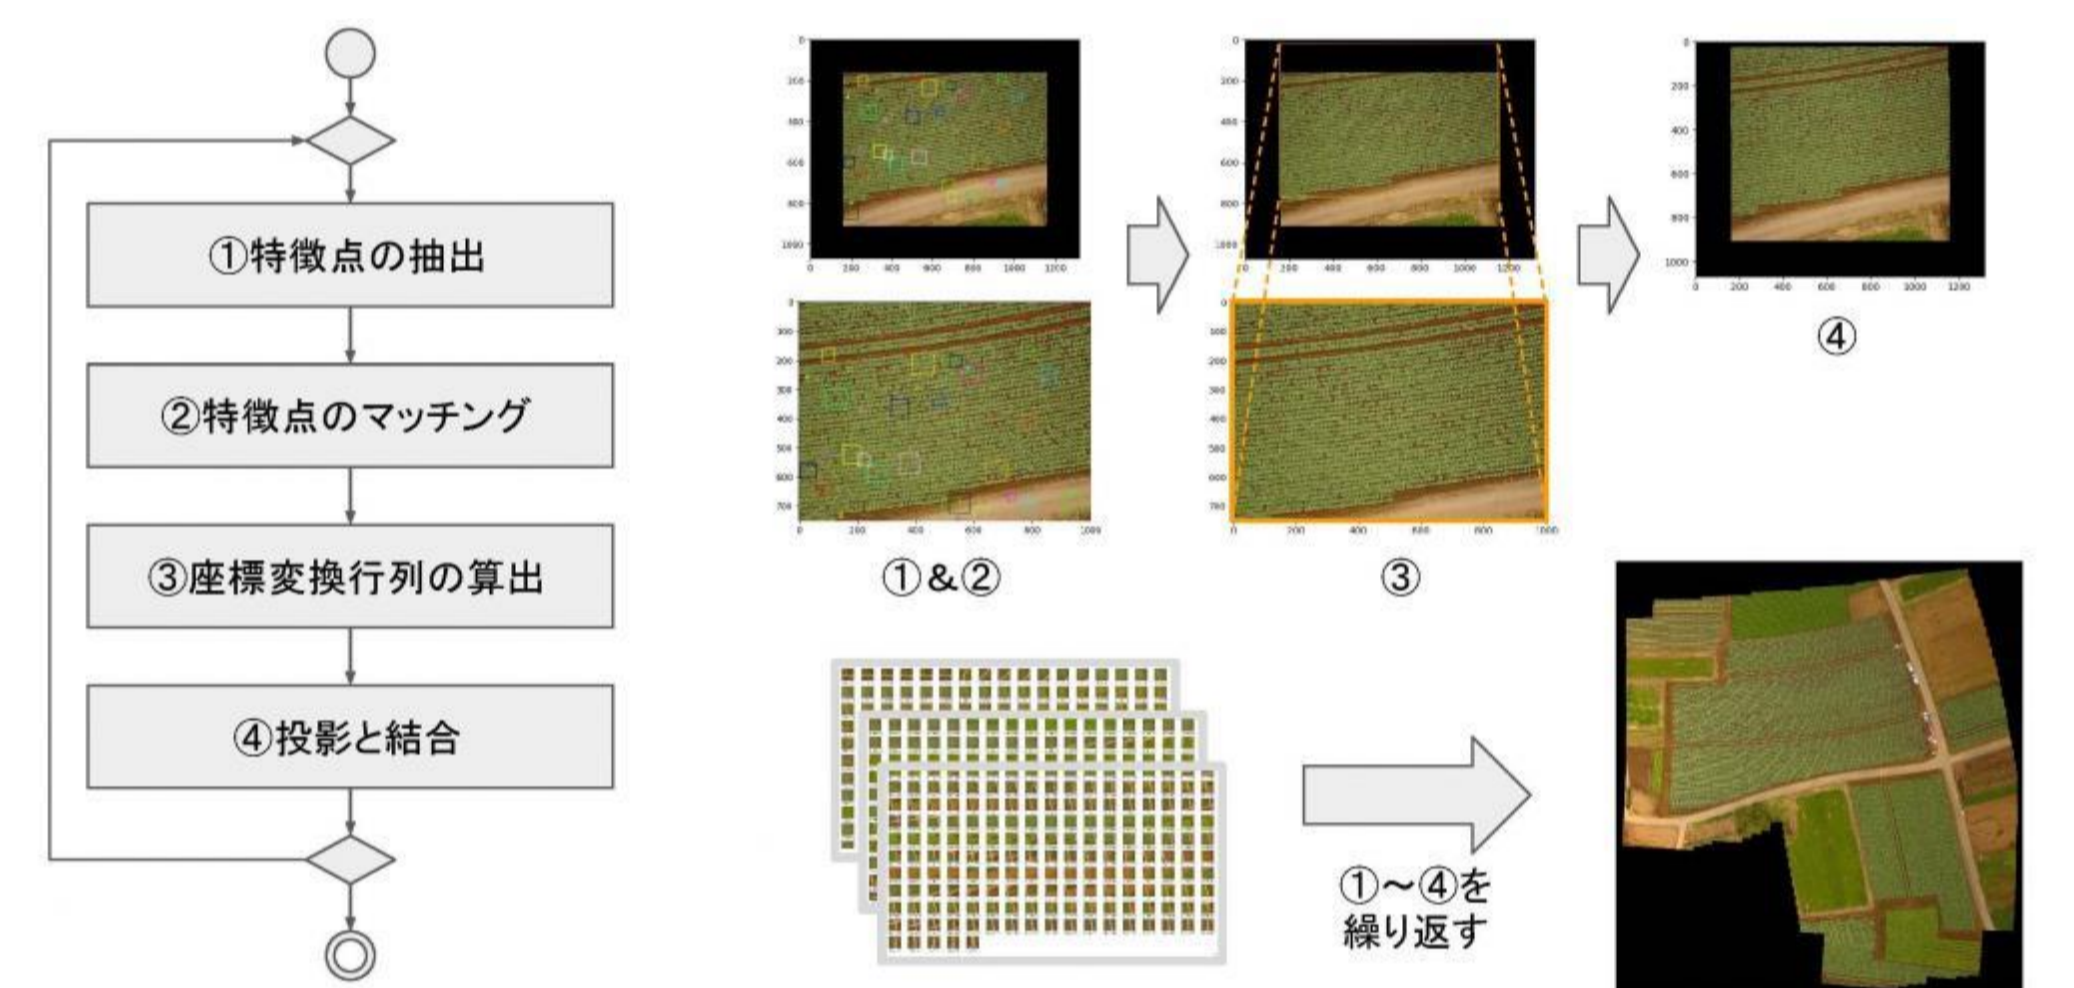 ①特徴点の抽出
②特徴点のマッチング
③座標変換行列の算出
④投影と結合
①&②
③
④
①～④を
繰り返す